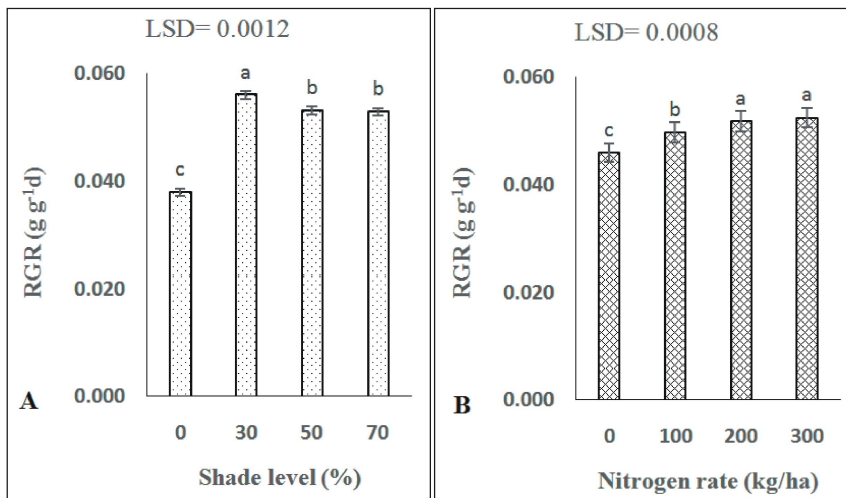 LSD= 0.0012
0.060
0.040
0.020
0.000
RGR (g g⁻¹d)
c
a
b
b
A
0 30 50 70
Shade level (%)
LSD= 0.0008
0.060
0.040
0.020
0.000
RGR (g g⁻¹d)
c
b
a
a
B
0 100 200 300
Nitrogen rate (kg/ha)